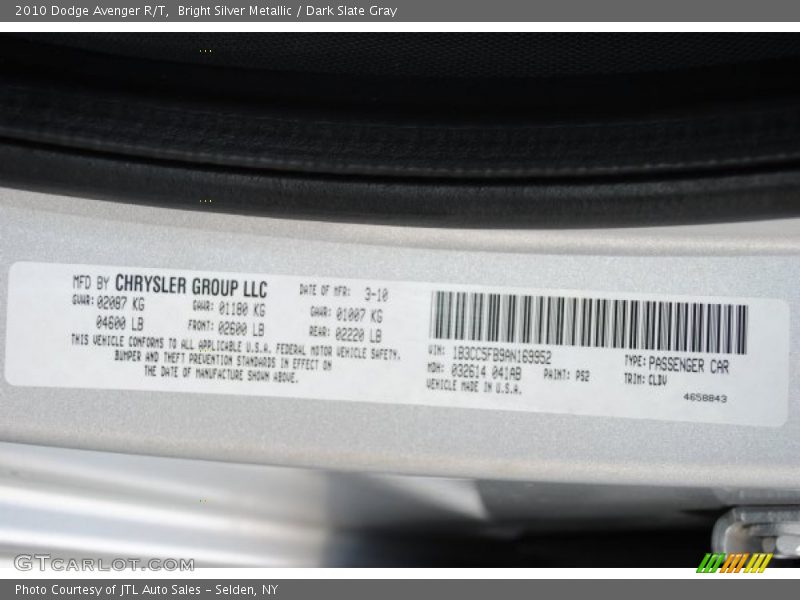 2010 Dodge Avenger R/T, Bright Silver Metallic / Dark Slate Gray
MFD BY CHRYSLER GROUP LLC DATE OF MFR: 3-10
GVWR: 02087 KG GAWR: 01180 KG GAWR: 01007 KG
04600 LB FRONT: 02600 LB REAR: 02220 LB
THIS VEHICLE CONFORMS TO ALL APPLICABLE U.S.A. FEDERAL MOTOR VEHICLE SAFETY,
BUMPER AND THEFT PREVENTION STANDARDS IN EFFECT ON
THE DATE OF MANUFACTURE SHOWN ABOVE.
VIN: 1B3CC5FB9AN169952 TYPE: PASSENGER CAR
MDH: 032614 041AB PAINT: PS2 TRIM: CLDV
VEHICLE MADE IN U.S.A.
4658843
GTCARLOT.COM
Photo Courtesy of JTL Auto Sales - Selden, NY